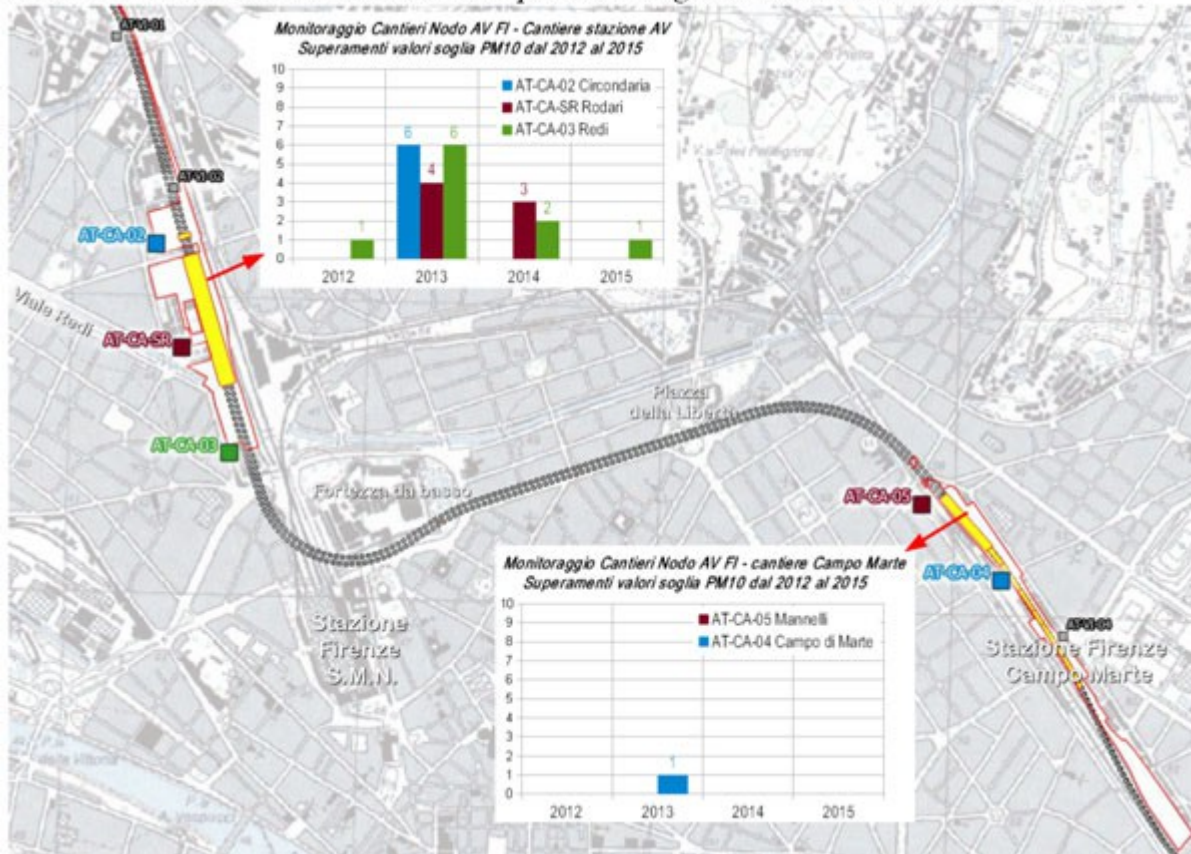 AT-VI-01
Monitoraggio Cantieri Nodo AV FI - Cantiere stazione AV
Superamenti valori soglia PM10 dal 2012 al 2015
10
9
8
7
6
5
4
3
2
1
0
AT-CA-02 Circondaria
AT-CA-SR Rodari
AT-CA-03 Redi
1
6
4
6
3
2
1
2012 2013 2014 2015
AT-VI-02
AT-CA-02
Viale Redi
AT-CA-SR
AT-CA-03
Piazza
della Libertà
Fortezza da basso
AT-CA-05
AT-CA-04
AT-VI-04
Stazione
Firenze
S.M.N.
Stazione Firenze
Campo Marte
Monitoraggio Cantieri Nodo AV FI - cantiere Campo Marte
Superamenti valori soglia PM10 dal 2012 al 2015
10
9
8
7
6
5
4
3
2
1
0
AT-CA-05 Mannelli
AT-CA-04 Campo di Marte
1
2012 2013 2014 2015